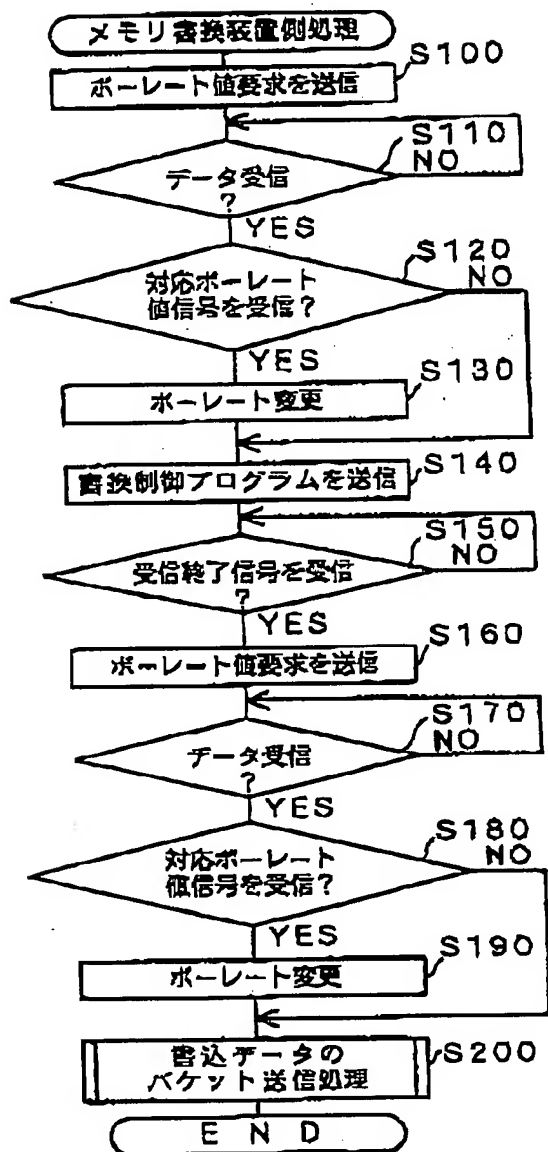 メモリ書換装置側処理
S100
ボーレート値要求を送信
S110
NO
データ受信
?
YES
S120
NO
対応ボーレート
値信号を受信?
YES
S130
ボーレート変更
S140
書換制御プログラムを送信
S150
NO
受信終了信号を受信
?
YES
S160
ボーレート値要求を送信
S170
NO
データ受信
?
YES
S180
NO
対応ボーレート
値信号を受信?
YES
S190
ボーレート変更
書込データの
パケット送信処理
S200
END